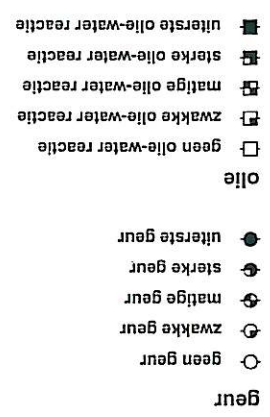 geur
geen geur
zwakke geur
matige geur
sterke geur
uiterste geur
olie
geen olie-water reactie
zwakke olie-water reactie
matige olie-water reactie
sterke olie-water reactie
uiterste olie-water reactie